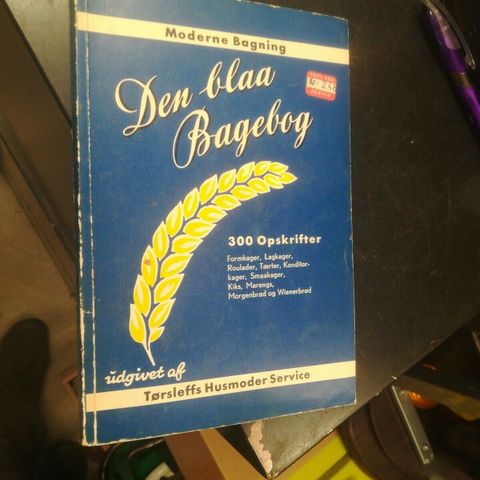 Moderne Bagning
Den blaa
Bagebog
300 Opskrifter
Formkager, Lagkager,
Roulader, Tærter, Konditor-
kager, Smaakager,
Kiks, Marengs,
Morgenbrød og Wienerbrød
udgivet af
Tørsleffs Husmoder Service